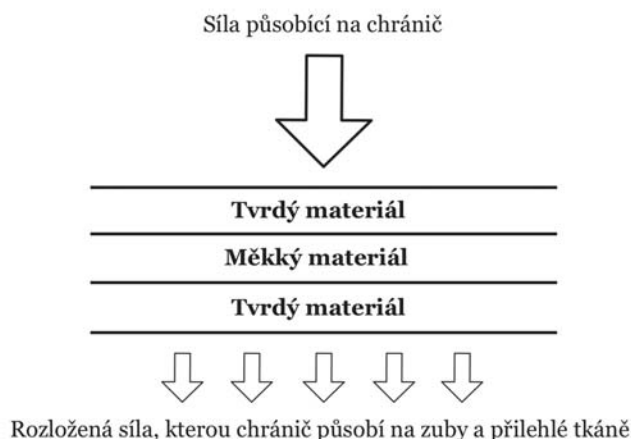 Síla působící na chránič
Tvrdý materiál
Měkký materiál
Tvrdý materiál
Rozložená síla, kterou chránič působí na zuby a přilehlé tkáně